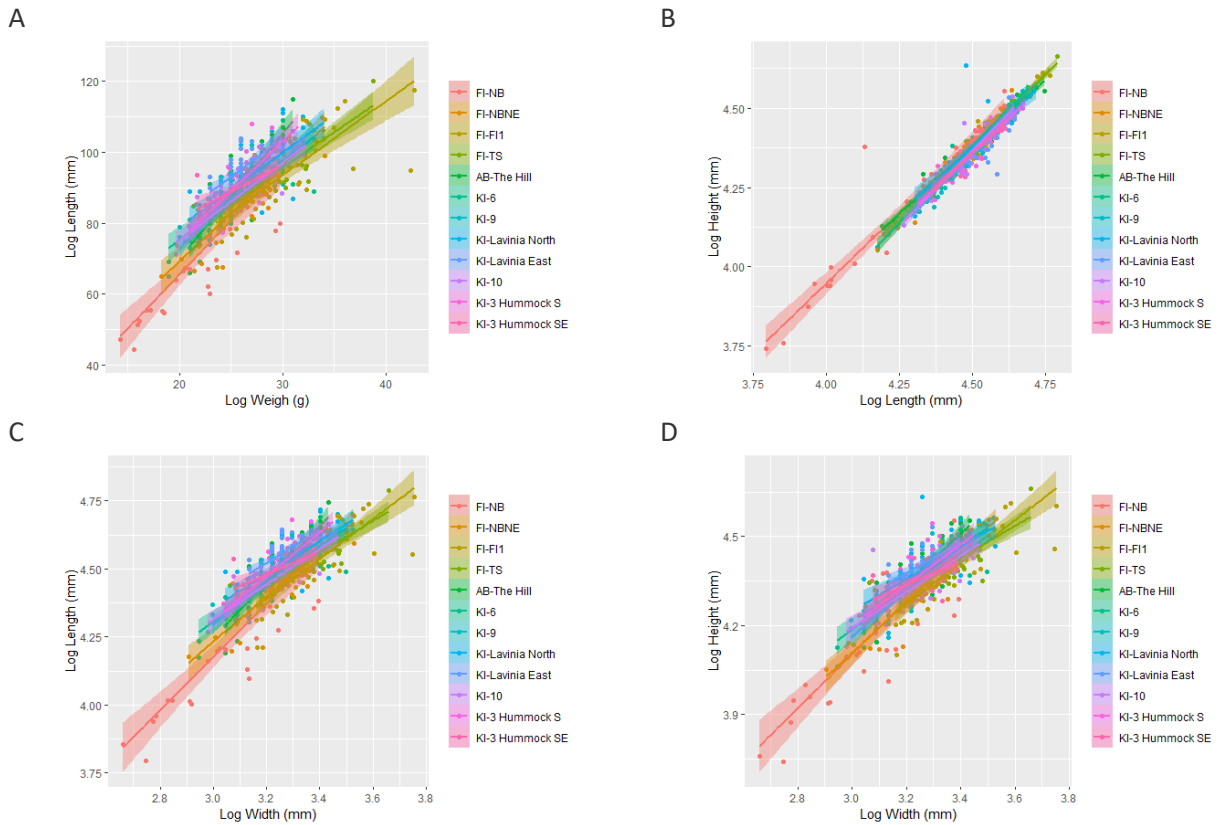 A
Log Length (mm)
120
100
80
60
40
20
30
40
Log Weigh (g)
FI-NB
FI-NBNE
FI-FI1
FI-TS
AB-The Hill
KI-6
KI-9
KI-Lavinia North
KI-Lavinia East
KI-10
KI-3 Hummock S
KI-3 Hummock SE
B
Log Height (mm)
4.50
4.25
4.00
3.75
3.75
4.00
4.25
4.50
4.75
Log Length (mm)
FI-NB
FI-NBNE
FI-FI1
FI-TS
AB-The Hill
KI-6
KI-9
KI-Lavinia North
KI-Lavinia East
KI-10
KI-3 Hummock S
KI-3 Hummock SE
C
Log Length (mm)
4.75
4.50
4.25
4.00
3.75
2.8
3.0
3.2
3.4
3.6
3.8
Log Width (mm)
FI-NB
FI-NBNE
FI-FI1
FI-TS
AB-The Hill
KI-6
KI-9
KI-Lavinia North
KI-Lavinia East
KI-10
KI-3 Hummock S
KI-3 Hummock SE
D
Log Height (mm)
4.5
4.2
3.9
2.8
3.0
3.2
3.4
3.6
3.8
Log Width (mm)
FI-NB
FI-NBNE
FI-FI1
FI-TS
AB-The Hill
KI-6
KI-9
KI-Lavinia North
KI-Lavinia East
KI-10
KI-3 Hummock S
KI-3 Hummock SE